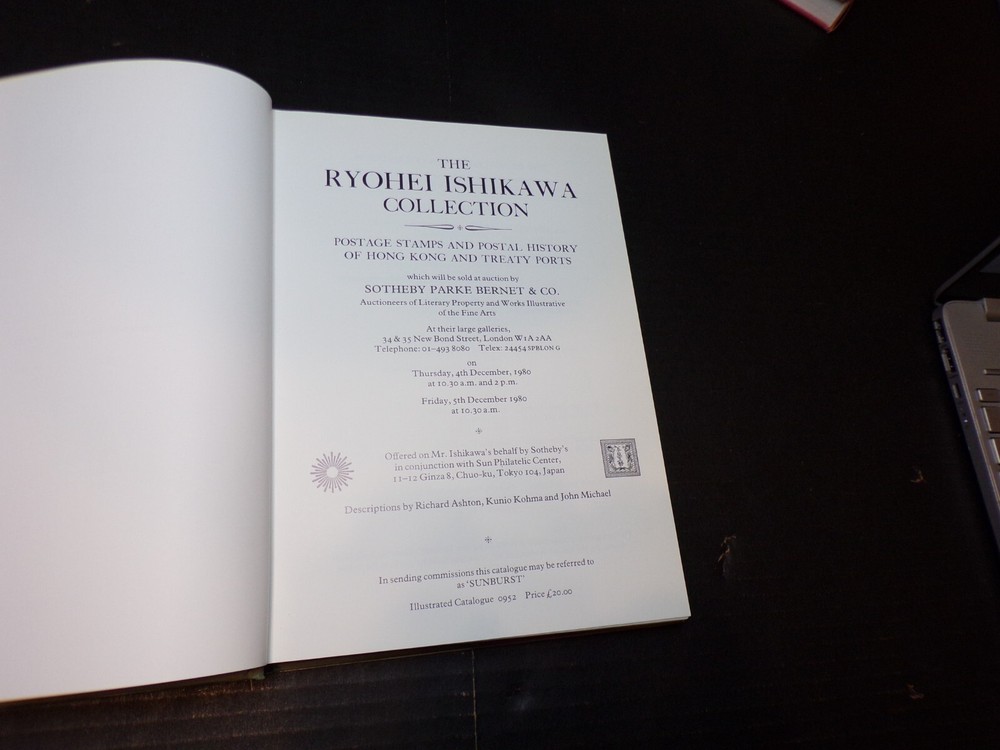 THE
RYOHEI ISHIKAWA
COLLECTION
POSTAGE STAMPS AND POSTAL HISTORY
OF HONG KONG AND TREATY PORTS
which will be sold at auction by
SOTHEBY PARKE BERNET & CO.
Auctioneers of Literary Property and Works Illustrative
of the Fine Arts
At their large galleries,
34 & 35 New Bond Street, London W1A 2AA
Telephone: 01-493 8080 Telex: 24454 SPBLON G
on
Thursday, 4th December, 1980
at 10.30 a.m. and 2 p.m.
Friday, 5th December 1980
at 10.30 a.m.
Offered on Mr. Ishikawa's behalf by Sotheby's
in conjunction with Sun Philatelic Center,
11-12 Ginza 8, Chuo-ku, Tokyo 104, Japan
Descriptions by Richard Ashton, Kunio Kohma and John Michael
In sending commissions this catalogue may be referred to
as 'SUNBURST'
Illustrated Catalogue 0952 Price £20.00